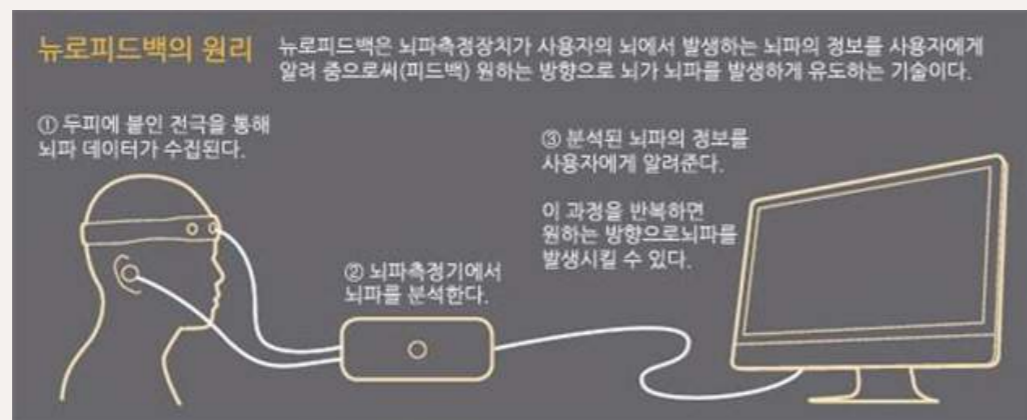 뉴로피드백의 원리
뉴로피드백은 뇌파측정장치가 사용자의 뇌에서 발생하는 뇌파의 정보를 사용자에게
알려 줌으로써(피드백) 원하는 방향으로 뇌가 뇌파를 발생하게 유도하는 기술이다.
① 두피에 붙인 전극을 통해
뇌파 데이터가 수집된다.
② 뇌파측정기에서
뇌파를 분석한다.
③ 분석된 뇌파의 정보를
사용자에게 알려준다.
이 과정을 반복하면
원하는 방향으로뇌파를
발생시킬 수 있다.